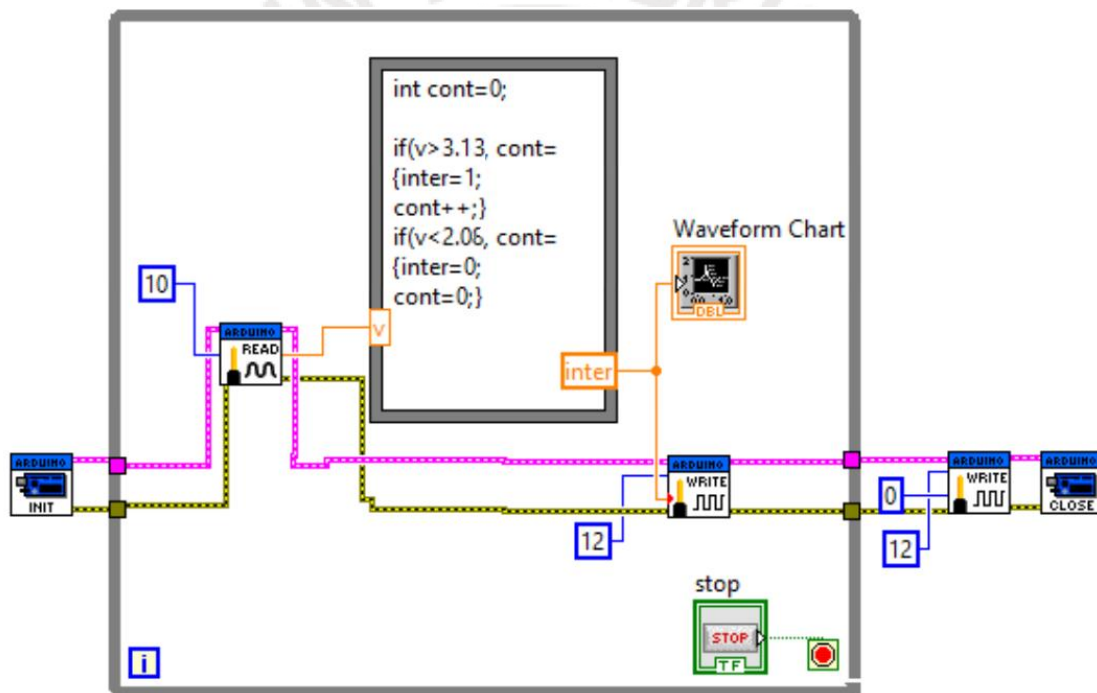 int cont=0;
if(v>3.13, cont=
{inter=1;
cont++;}
if(v<2.06, cont=
{inter=0;
cont=0;}
Waveform Chart
DBL
10
ARDUINO
READ
v
inter
ARDUINO
INIT
ARDUINO
WRITE
12
ARDUINO
WRITE
0
12
ARDUINO
CLOSE
stop
STOP
TF
i